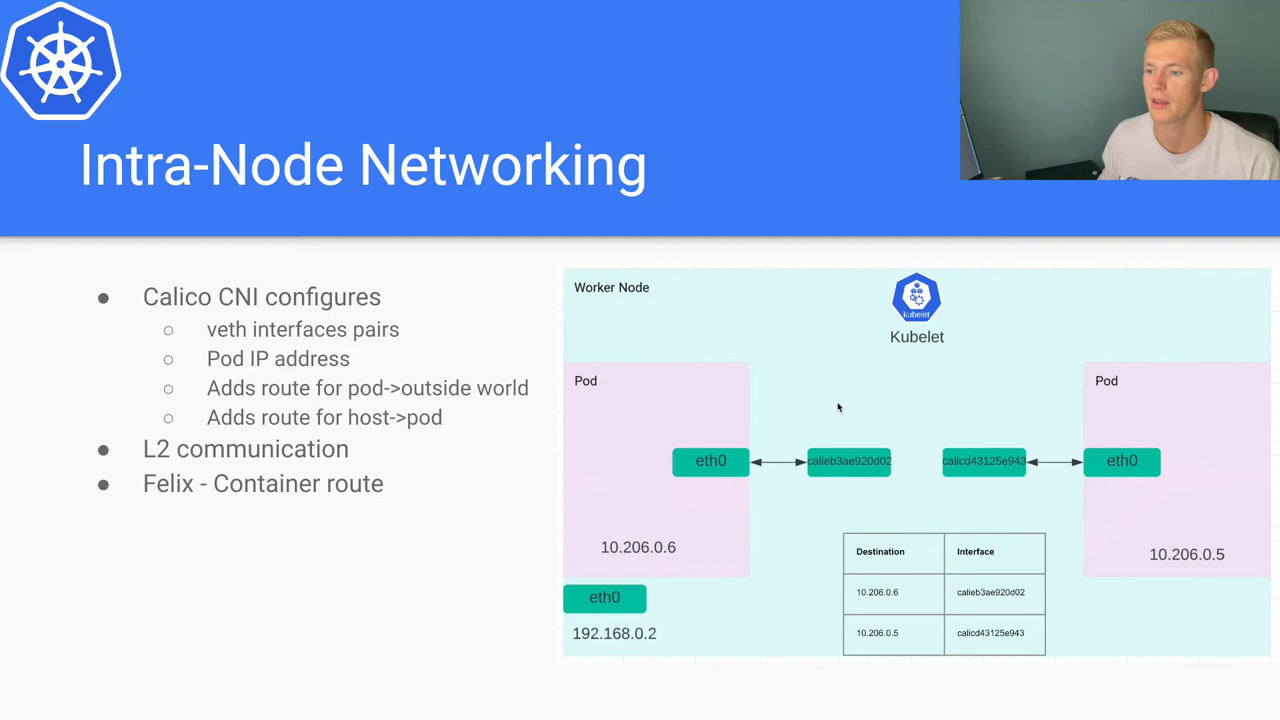 Intra-Node Networking
Calico CNI configures
veth interfaces pairs
Pod IP address
Adds route for pod->outside world
Adds route for host->pod
L2 communication
Felix - Container route
Worker Node
kubelet
Kubelet
Pod
Pod
eth0
calieb3ae920d02
calicd43125e943
eth0
10.206.0.6
10.206.0.5
Destination
Interface
10.206.0.6
calieb3ae920d02
10.206.0.5
calicd43125e943
eth0
192.168.0.2